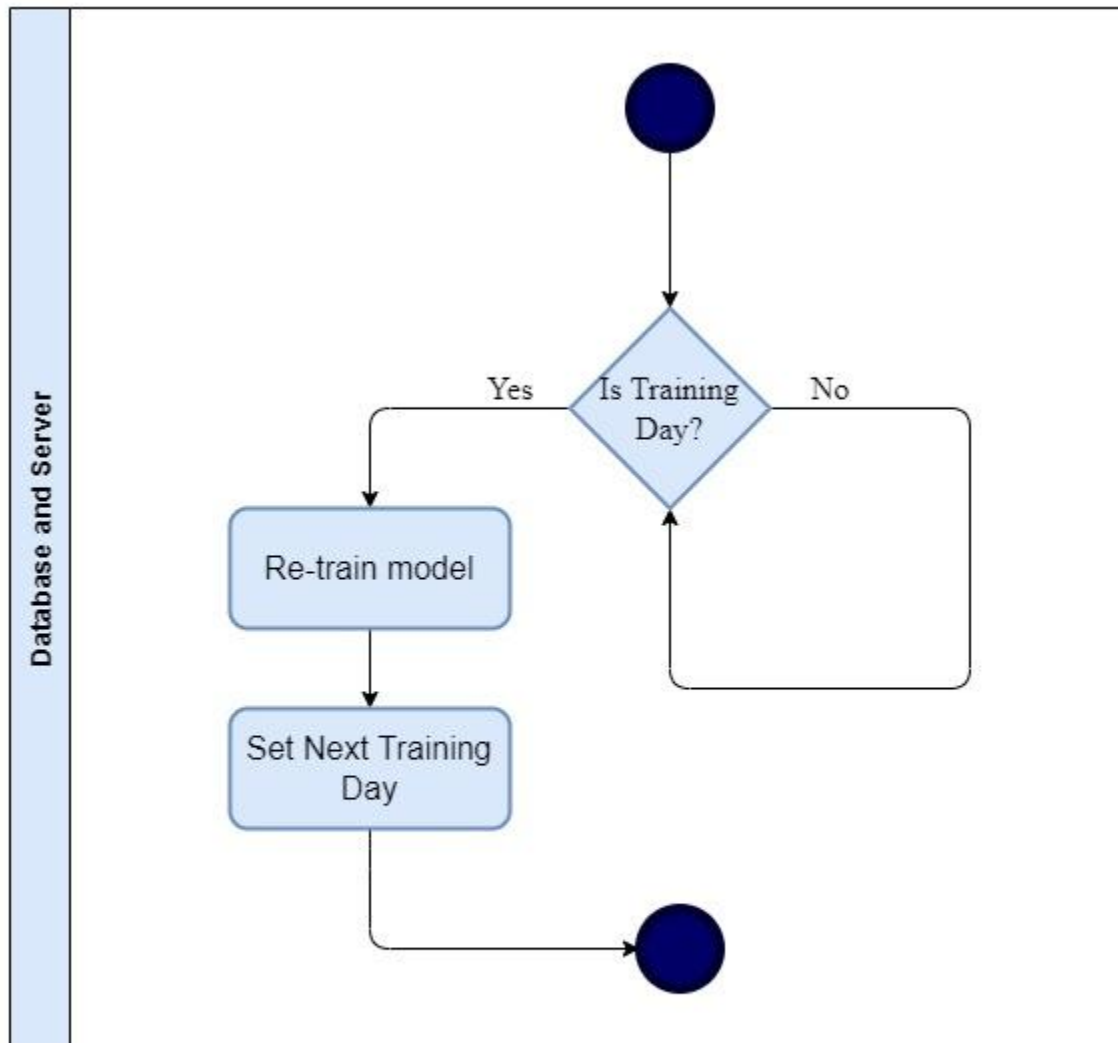 Database and Server
Yes
Is Training
Day?
No
Re-train model
Set Next Training
Day